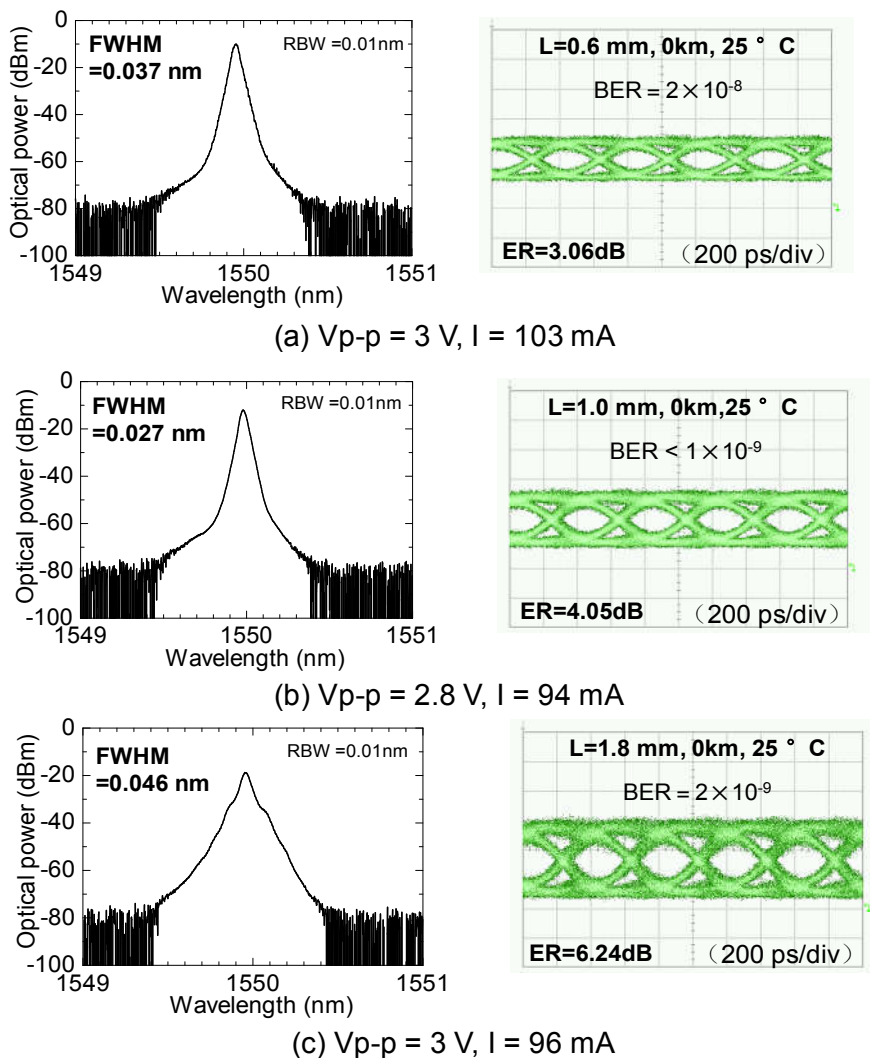 0
-20
-40
-60
-80
-100
Optical power (dBm)
FWHM
=0.037 nm
RBW =0.01nm
1549
1550
1551
Wavelength (nm)
L=0.6 mm, 0km, 25 ° C
BER = 2×10-8
ER=3.06dB
(200 ps/div)
(a) Vp-p = 3 V, I = 103 mA
0
-20
-40
-60
-80
-100
Optical power (dBm)
FWHM
=0.027 nm
RBW =0.01nm
1549
1550
1551
Wavelength (nm)
L=1.0 mm, 0km,25 ° C
BER < 1×10-9
ER=4.05dB
(200 ps/div)
(b) Vp-p = 2.8 V, I = 94 mA
0
-20
-40
-60
-80
-100
Optical power (dBm)
FWHM
=0.046 nm
RBW =0.01nm
1549
1550
1551
Wavelength (nm)
L=1.8 mm, 0km, 25 ° C
BER = 2×10-9
ER=6.24dB
(200 ps/div)
(c) Vp-p = 3 V, I = 96 mA